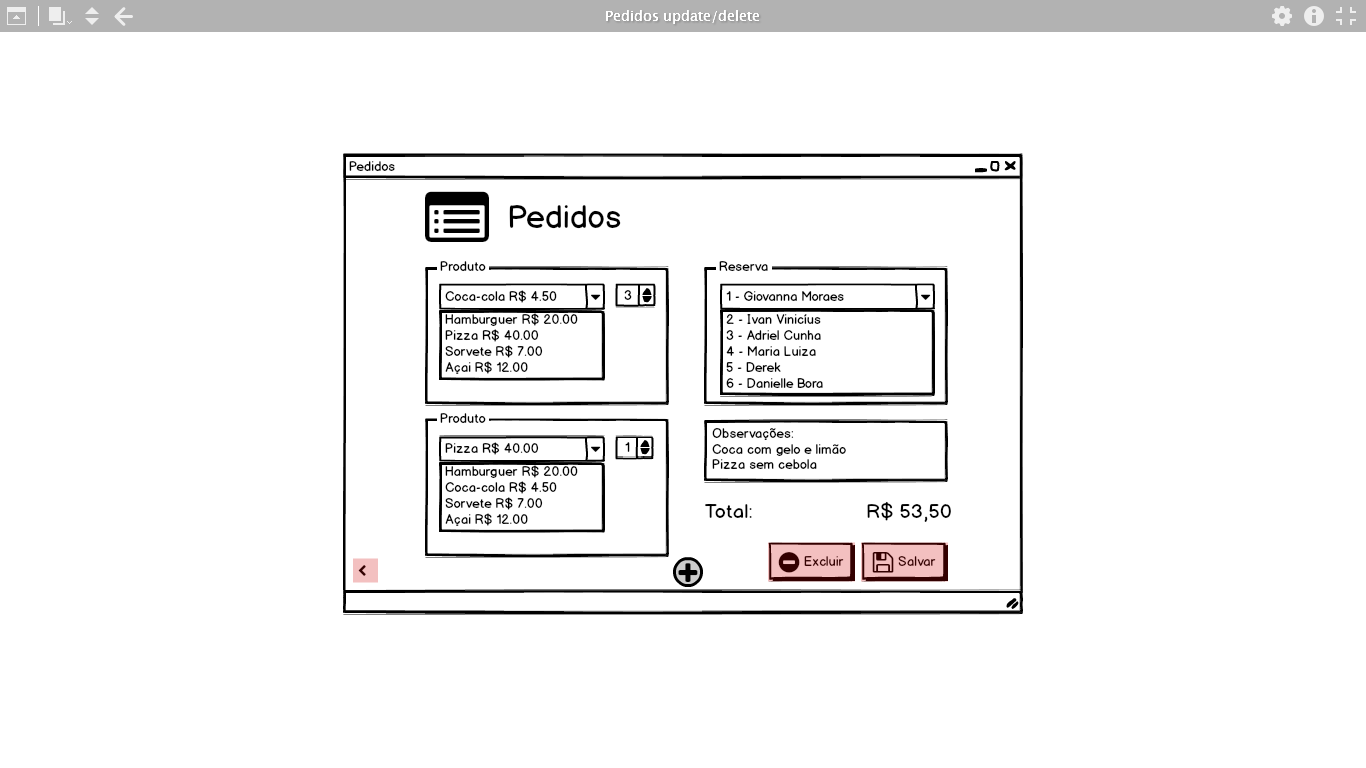 Pedidos update/delete
Pedidos
Pedidos
Produto
Coca-cola R$ 4.50
3
Hamburguer R$ 20.00
Pizza R$ 40.00
Sorvete R$ 7.00
Açai R$ 12.00
Reserva
1 - Giovanna Moraes
2 - Ivan Vinicíus
3 - Adriel Cunha
4 - Maria Luiza
5 - Derek
6 - Danielle Bora
Produto
Pizza R$ 40.00
1
Hamburguer R$ 20.00
Coca-cola R$ 4.50
Sorvete R$ 7.00
Açai R$ 12.00
Observações:
Coca com gelo e limão
Pizza sem cebola
Total: R$ 53,50
Excluir Salvar